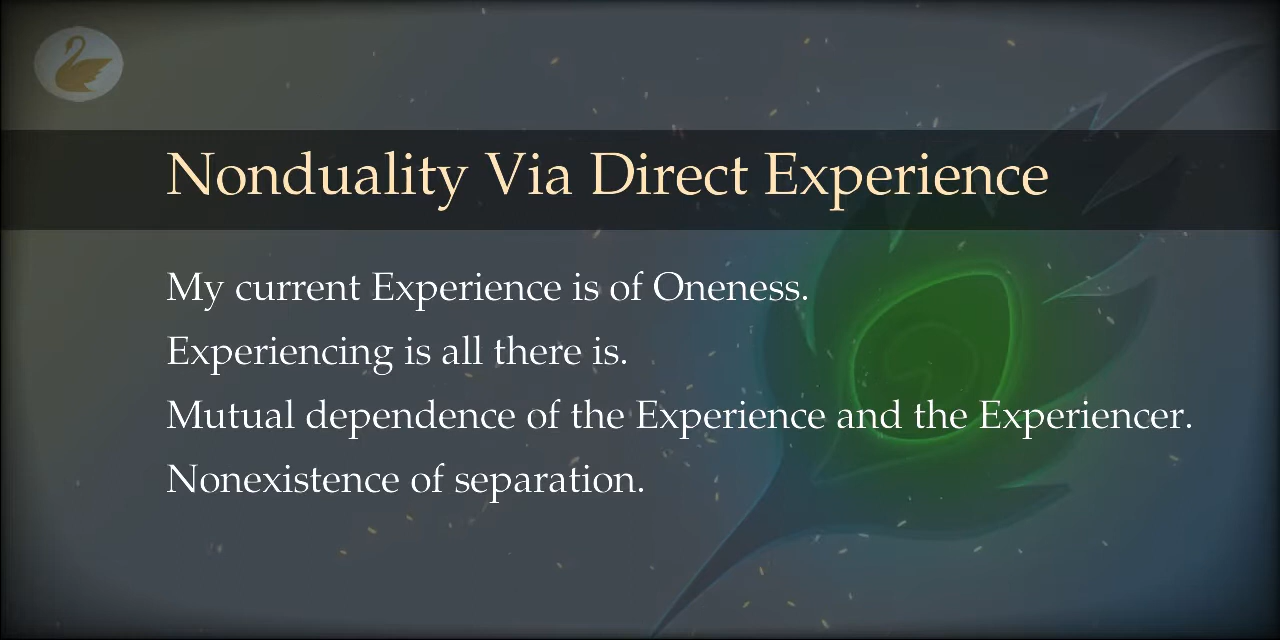 Nonduality Via Direct Experience
My current Experience is of Oneness.
Experiencing is all there is.
Mutual dependence of the Experience and the Experiencer.
Nonexistence of separation.